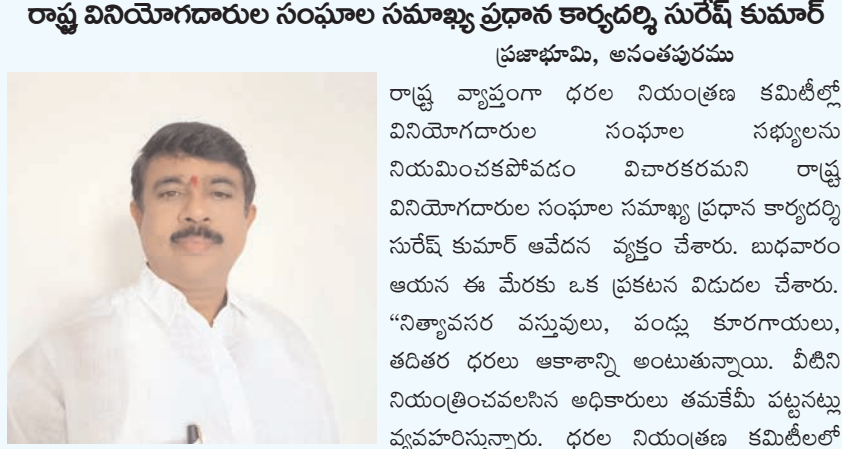 రాష్ట్ర వినియోగదారుల సంఘాల సమాఖ్య ప్రధాన కార్యదర్శి సురేష్ కుమార్
ప్రజాభూమి, అనంతపురము
రాష్ట్ర వ్యాప్తంగా ధరల నియంత్రణ కమిటీల్లో
వినియోగదారుల సంఘాల సభ్యులను
నియమించకపోవడం విచారకరమని రాష్ట్ర
వినియోగదారుల సంఘాల సమాఖ్య ప్రధాన కార్యదర్శి
సురేష్ కుమార్ ఆవేదన వ్యక్తం చేశారు. బుధవారం
ఆయన ఈ మేరకు ఒక ప్రకటన విడుదల చేశారు.
“నిత్యావసర వస్తువులు, పండ్లు కూరగాయలు,
తదితర ధరలు ఆకాశాన్ని అంటుతున్నాయి. వీటిని
నియంత్రించవలసిన అధికారులు తమకేమీ పట్టనట్లు
వ్యవహరిస్తున్నారు. ధరల నియంత్రణ కమిటీలలో